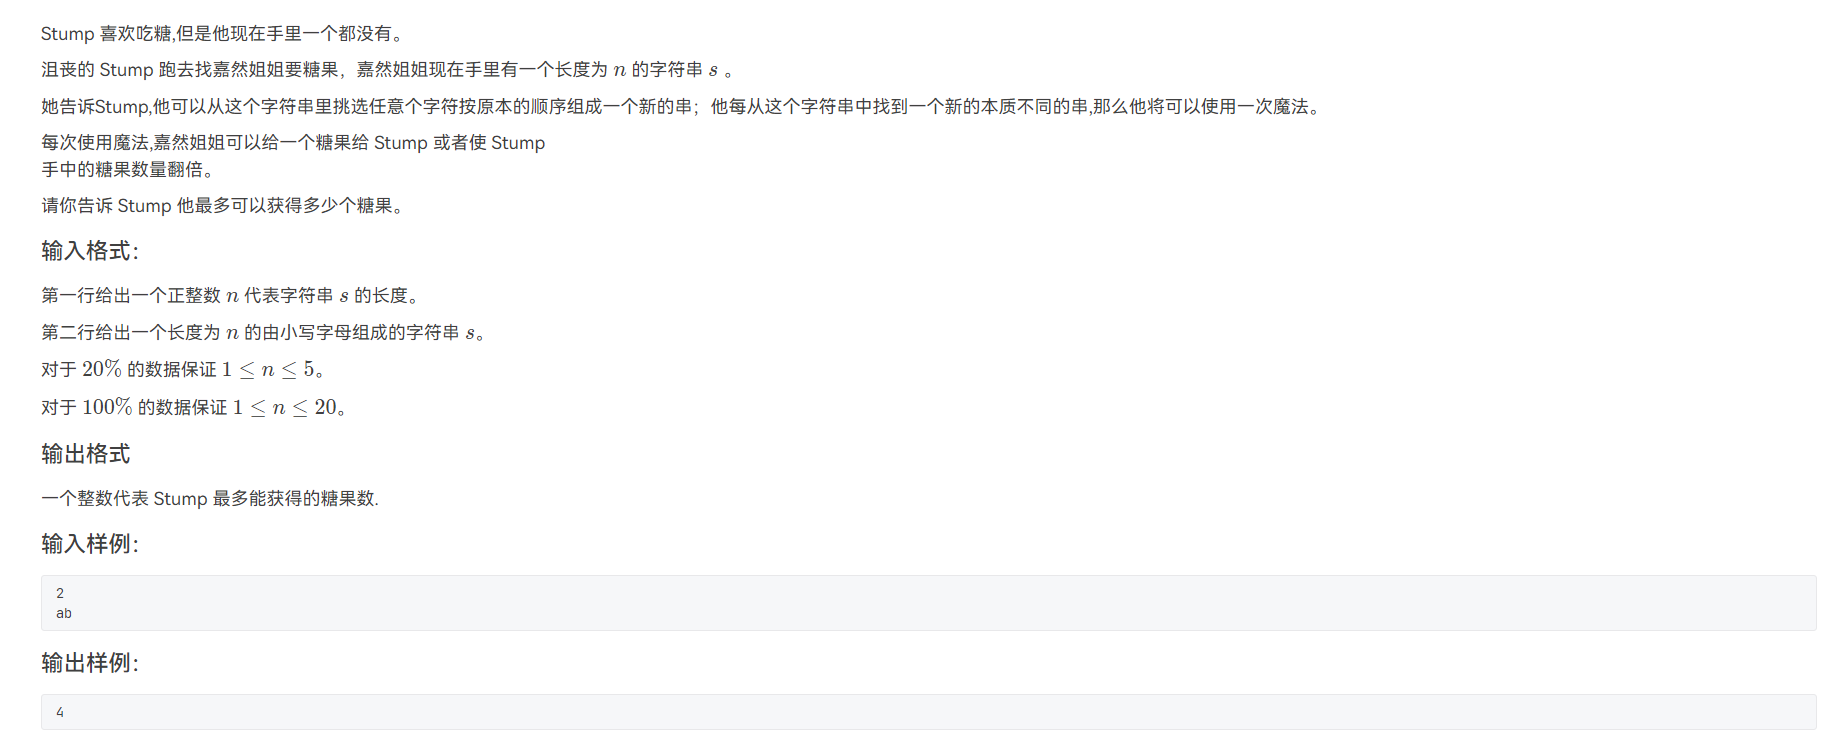 Stump 喜欢吃糖,但是他现在手里一个都没有。
沮丧的 Stump 跑去找嘉然姐姐要糖果，嘉然姐姐现在手里有一个长度为 n 的字符串 s 。
她告诉Stump,他可以从这个字符串里挑选任意个字符按原本的顺序组成一个新的串；他每从这个字符串中找到一个新的本质不同的串,那么他将可以使用一次魔法。
每次使用魔法,嘉然姐姐可以给一个糖果给 Stump 或者使 Stump
手中的糖果数量翻倍。
请你告诉 Stump 他最多可以获得多少个糖果。
输入格式：
第一行给出一个正整数 n 代表字符串 s 的长度。
第二行给出一个长度为 n 的由小写字母组成的字符串 s。
对于 20% 的数据保证 1 ≤ n ≤ 5。
对于 100% 的数据保证 1 ≤ n ≤ 20。
输出格式
一个整数代表 Stump 最多能获得的糖果数.
输入样例：
2
ab
输出样例：
4